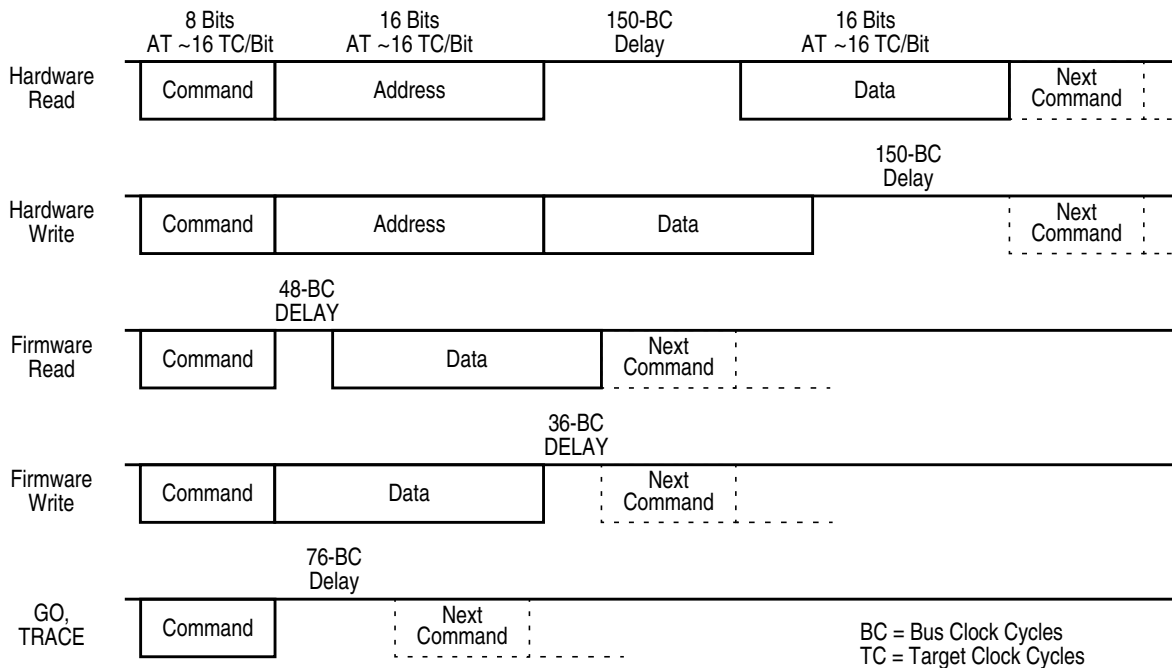 8 Bits 16 Bits 150-BC 16 Bits
AT ~16 TC/Bit AT ~16 TC/Bit Delay AT ~16 TC/Bit
Hardware
Read
Command Address Data Next
Command
150-BC
Delay
Hardware
Write
Command Address Data Next
Command
48-BC
DELAY
Firmware
Read
Command Data Next
Command
36-BC
DELAY
Firmware
Write
Command Data Next
Command
76-BC
Delay
GO,
TRACE
Command Next
Command
BC = Bus Clock Cycles
TC = Target Clock Cycles